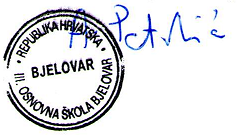 REPUBLIKA HRVATSKA
BJELOVAR
III. OSNOVNA ŠKOLA BJELOVAR